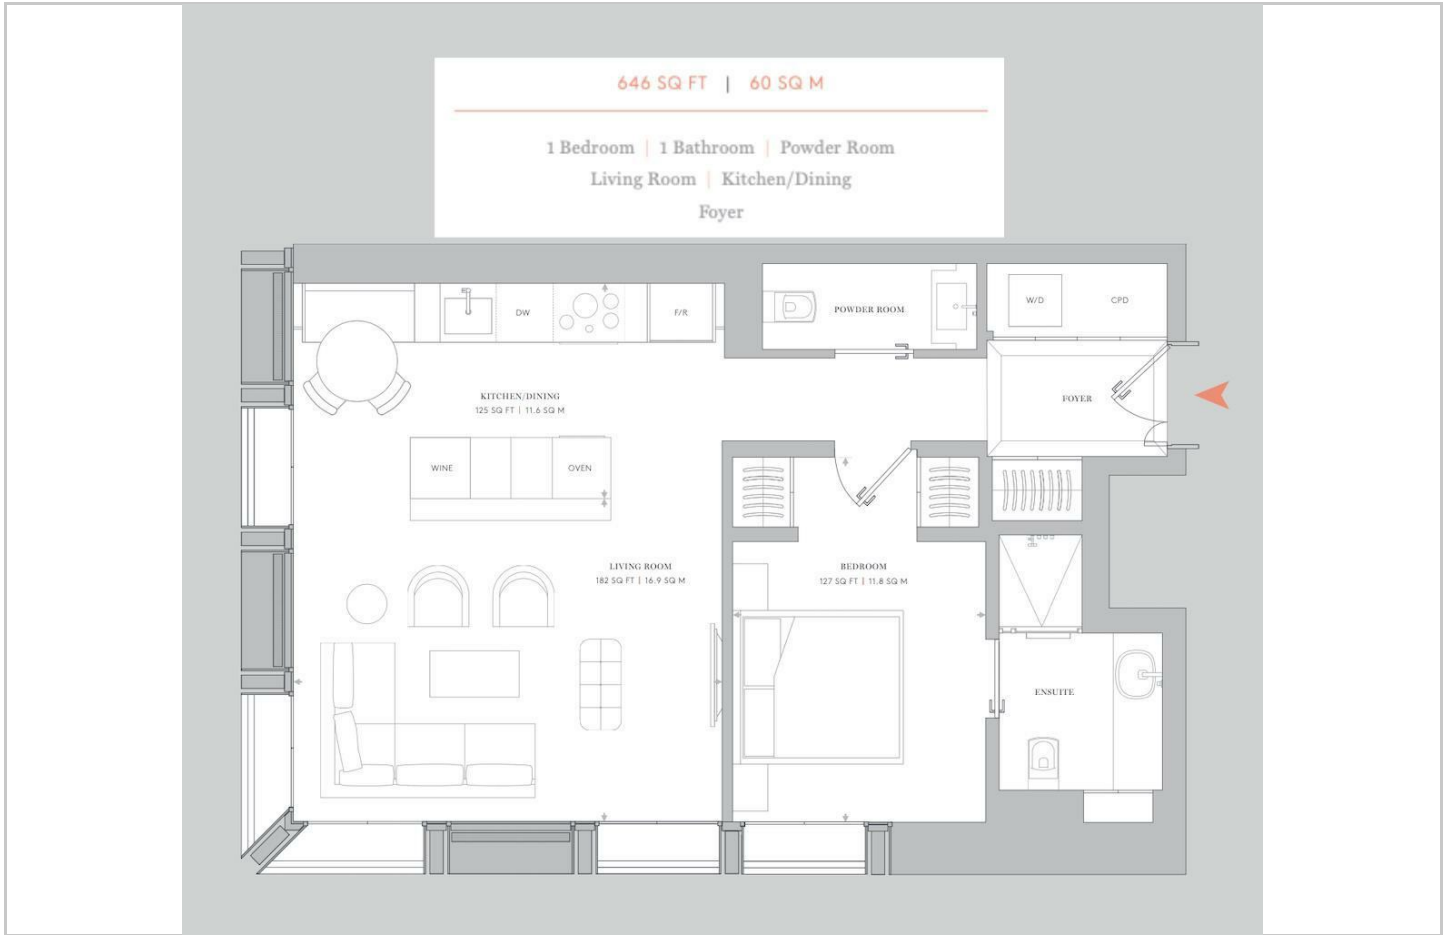 646 SQ FT | 60 SQ M
1 Bedroom | 1 Bathroom | Powder Room
Living Room | Kitchen/Dining
Foyer
POWDER ROOM
W/D
CPD
DW
F/R
KITCHEN/DINING
125 SQ FT | 11.6 SQ M
FOYER
WINE
OVEN
LIVING ROOM
182 SQ FT | 16.9 SQ M
BEDROOM
127 SQ FT | 11.8 SQ M
ENSUITE